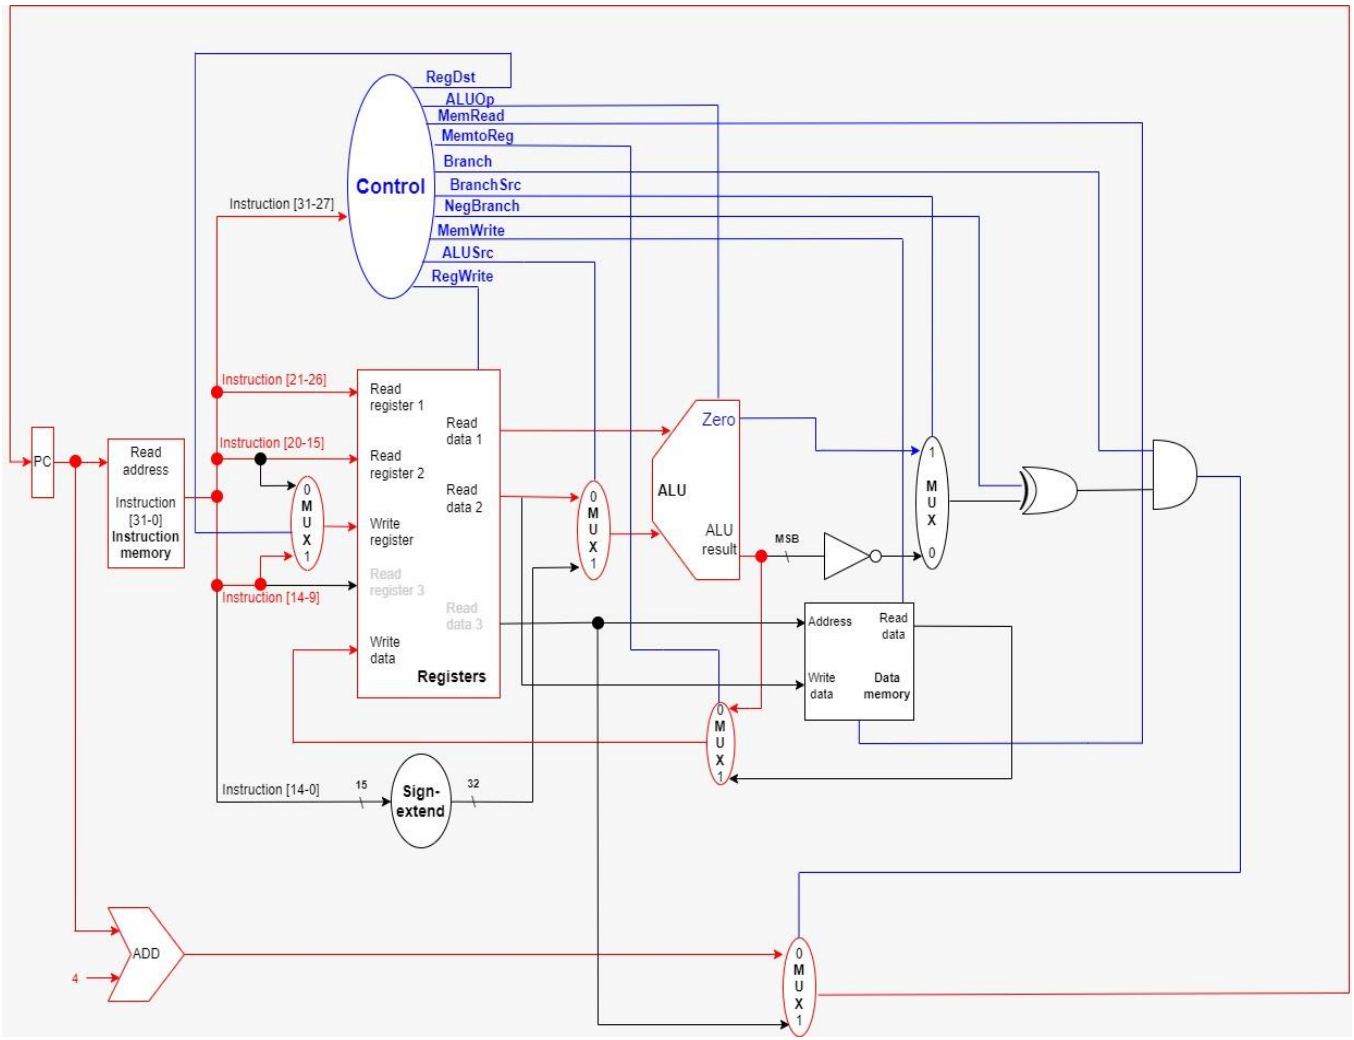 RegDst
ALUOp
MemRead
MemtoReg
Branch
BranchSrc
NegBranch
MemWrite
ALUSrc
RegWrite
Control
Instruction [31-27]
Instruction [21-26]
Instruction [20-15]
Instruction [14-9]
Instruction [14-0]
PC
Read
address
Instruction
[31-0]
Instruction
memory
0
M
U
X
1
Read
register 1
Read
register 2
Write
register
Read
register 3
Write
data
Read
data 1
Read
data 2
Read
data 3
Registers
0
M
U
X
1
Zero
ALU
ALU
result
MSB
1
M
U
X
0
Address
Read
data
Write
data
Data
memory
0
M
U
X
1
15
Sign-
extend
32
ADD
4
0
M
U
X
1